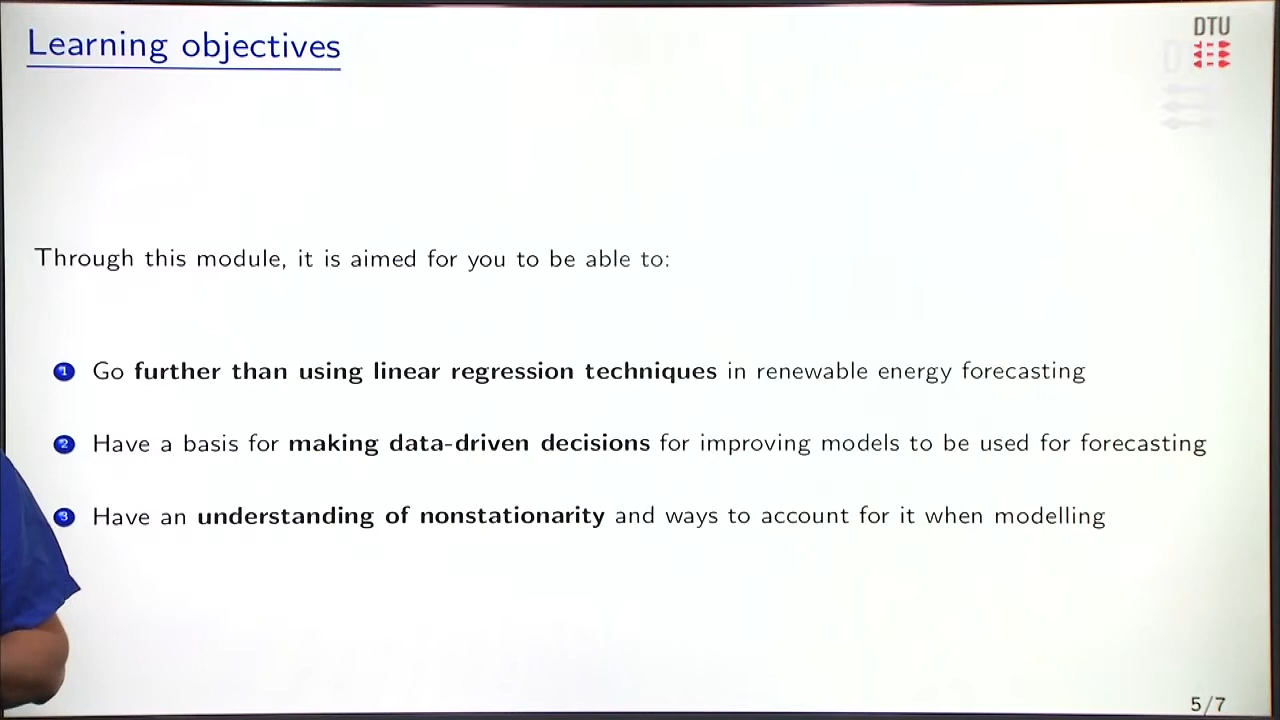 Learning objectives
DTU
Through this module, it is aimed for you to be able to:
1 Go further than using linear regression techniques in renewable energy forecasting
2 Have a basis for making data-driven decisions for improving models to be used for forecasting
3 Have an understanding of nonstationarity and ways to account for it when modelling
5/7